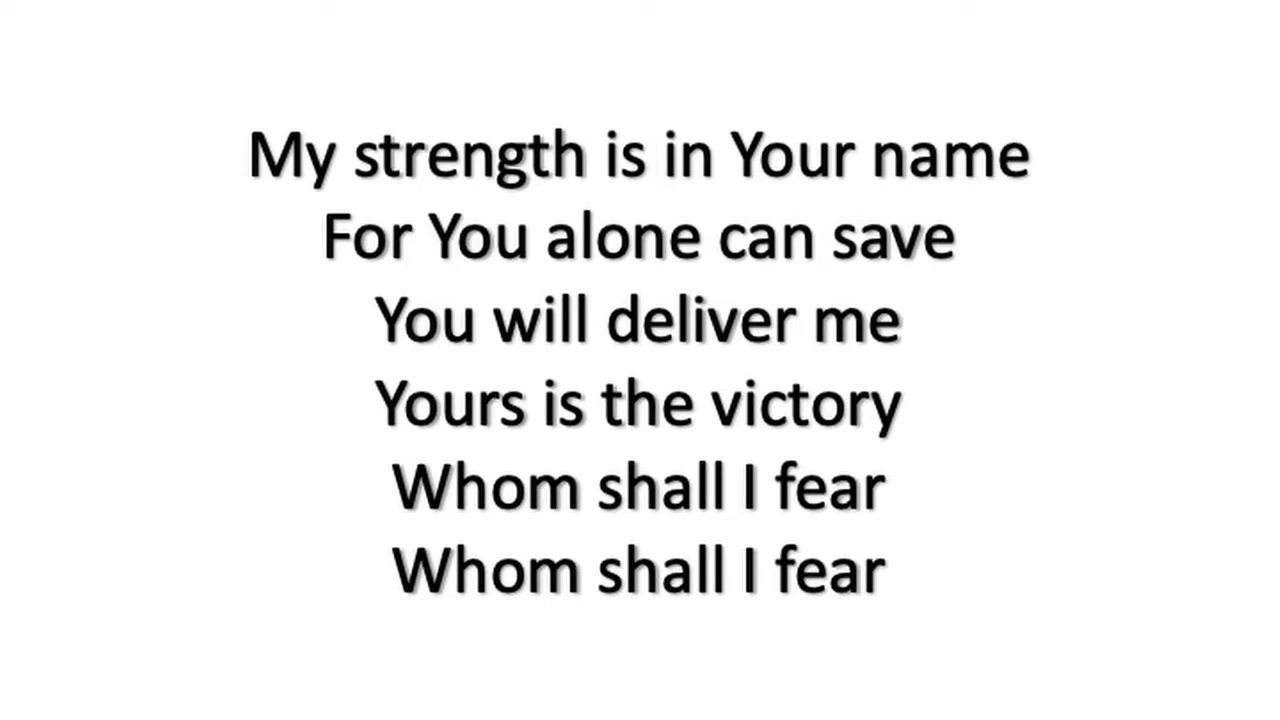 My strength is in Your name
For You alone can save
You will deliver me
Yours is the victory
Whom shall I fear
Whom shall I fear